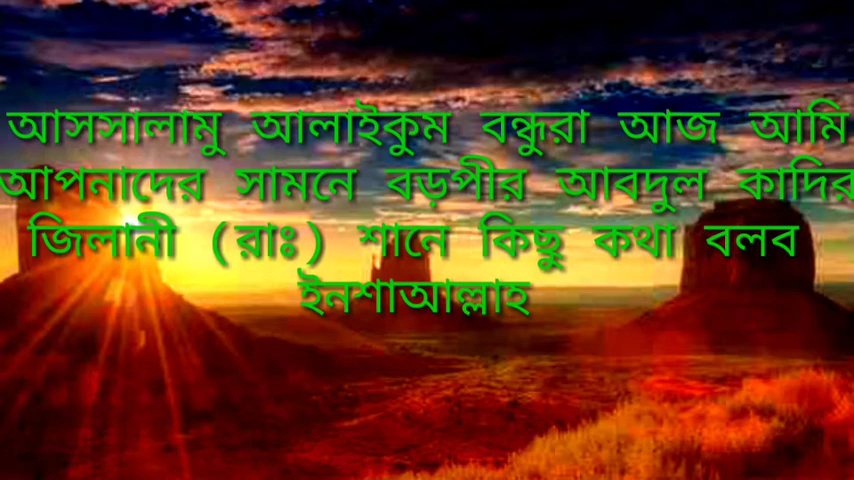 আসসালামু আলাইকুম বন্ধুরা আজ আমি
আপনাদের সামনে বড়পীর আবদুল কাদির
জিলানী (রাঃ) শানে কিছু কথা বলব
ইনশাআল্লাহ